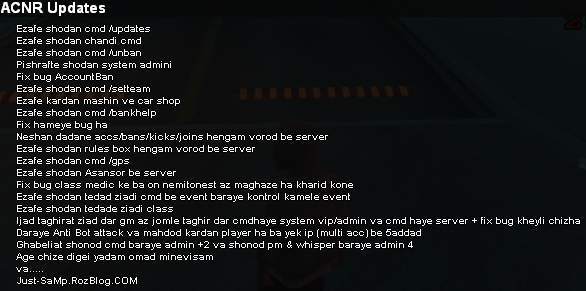 ACNR Updates
Ezafe shodan cmd /updates
Ezafe shodan chandi cmd
Ezafe shodan cmd /unban
Pishrafte shodan system admini
Fix bug AccountBan
Ezafe shodan cmd /setteam
Ezafe kardan mashin ve car shop
Ezafe shodan cmd /bankhelp
Fix hameye bug ha
Neshan dadane accs/bans/kicks/joins hengam vorod be server
Ezafe shodan rules box hengam vorod be server
Ezafe shodan cmd /gps
Ezafe shodan Asansor be server
Fix bug class medic ke ba on nemitonest az maghaze ha kharid kone
Ezafe shodan tedad ziadi cmd be event baraye kontrol kamele event
Ezafe shodan tedade ziadi class
Ijad taghirat ziad dar gm az jomle taghir dar cmdhaye system vip/admin va cmd haye server + fix bug kheyli chizha
Daraye Anti Bot attack va mahdod kardan player ha ba yek ip (multi acc) be 5addad
Ghabeliat shonod cmd baraye admin +2 va shonod pm & whisper baraye admin 4
Age chize digei yadam omad minevisam
va.....
Just-SaMp.RozBlog.COM